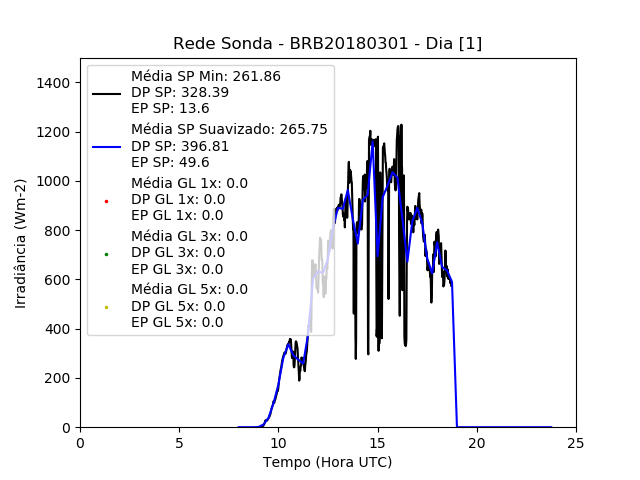 Rede Sonda - BRB20180301 - Dia [1]
Irradiância (Wm-2)
1400
1200
1000
800
600
400
200
0
Média SP Min: 261.86
DP SP: 328.39
EP SP: 13.6
Média SP Suavizado: 265.75
DP SP: 396.81
EP SP: 49.6
Média GL 1x: 0.0
DP GL 1x: 0.0
EP GL 1x: 0.0
Média GL 3x: 0.0
DP GL 3x: 0.0
EP GL 3x: 0.0
Média GL 5x: 0.0
DP GL 5x: 0.0
EP GL 5x: 0.0
0 5 10 15 20 25
Tempo (Hora UTC)